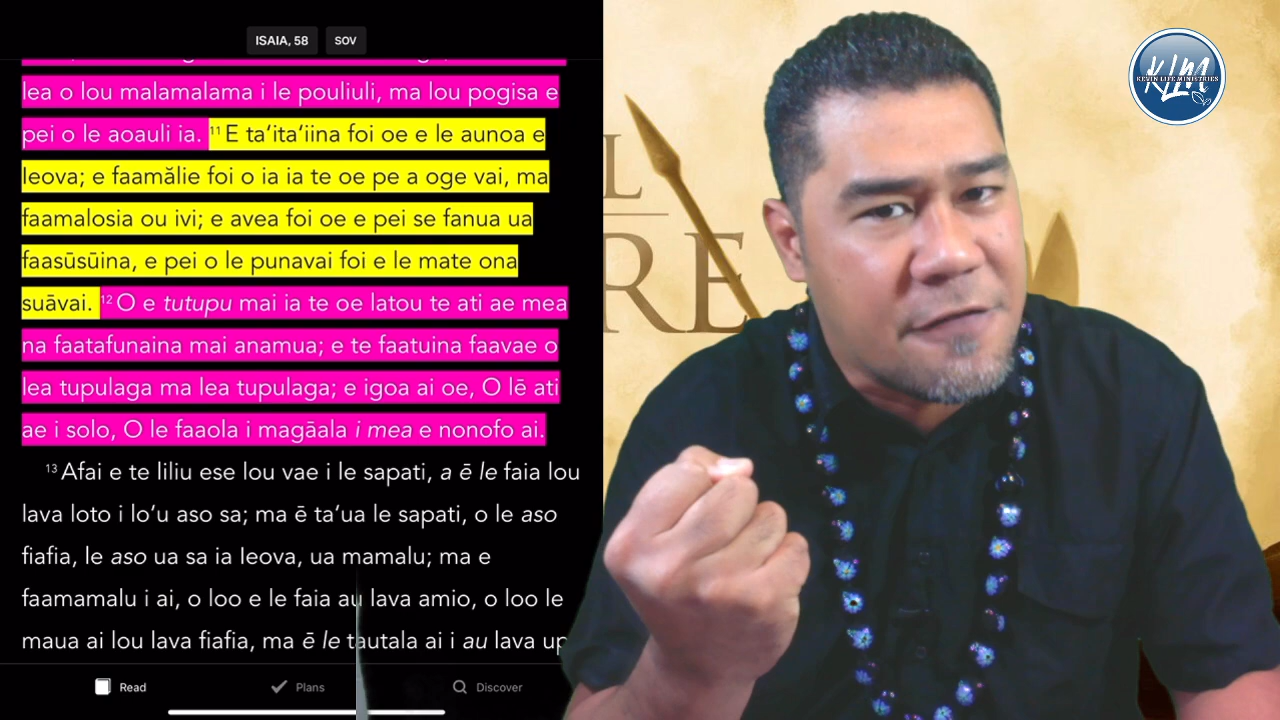 ISAIA, 58 SOV
lea o lou malamalama i le pouliuli, ma lou pogisa e
pei o le aoauli ia. 11 E ta‘ita‘iina foi oe e le aunoa e
Ieova; e faamălie foi o ia ia te oe pe a oge vai, ma
faamalosia ou ivi; e avea foi oe e pei se fanua ua
faasūsūina, e pei o le punavai foi e le mate ona
suāvai. 12 O e tutupu mai ia te oe latou te ati ae mea
na faatafunaina mai anamua; e te faatuina faavae o
lea tupulaga ma lea tupulaga; e igoa ai oe, O lē ati
ae i solo, O le faaola i magāala i mea e nonofo ai.
13 Afai e te liliu ese lou vae i le sapati, a ē le faia lou
lava loto i lo’u aso sa; ma ē ta‘ua le sapati, o le aso
fiafia, le aso ua sa ia Ieova, ua mamalu; ma e
faamamalu i ai, o loo e le faia au lava amio, o loo le
maua ai lou lava fiafia, ma ē le tautala ai i au lava up
Read Plans Discover
L
RE
KLM
KEVIN LIFE MINISTRIES